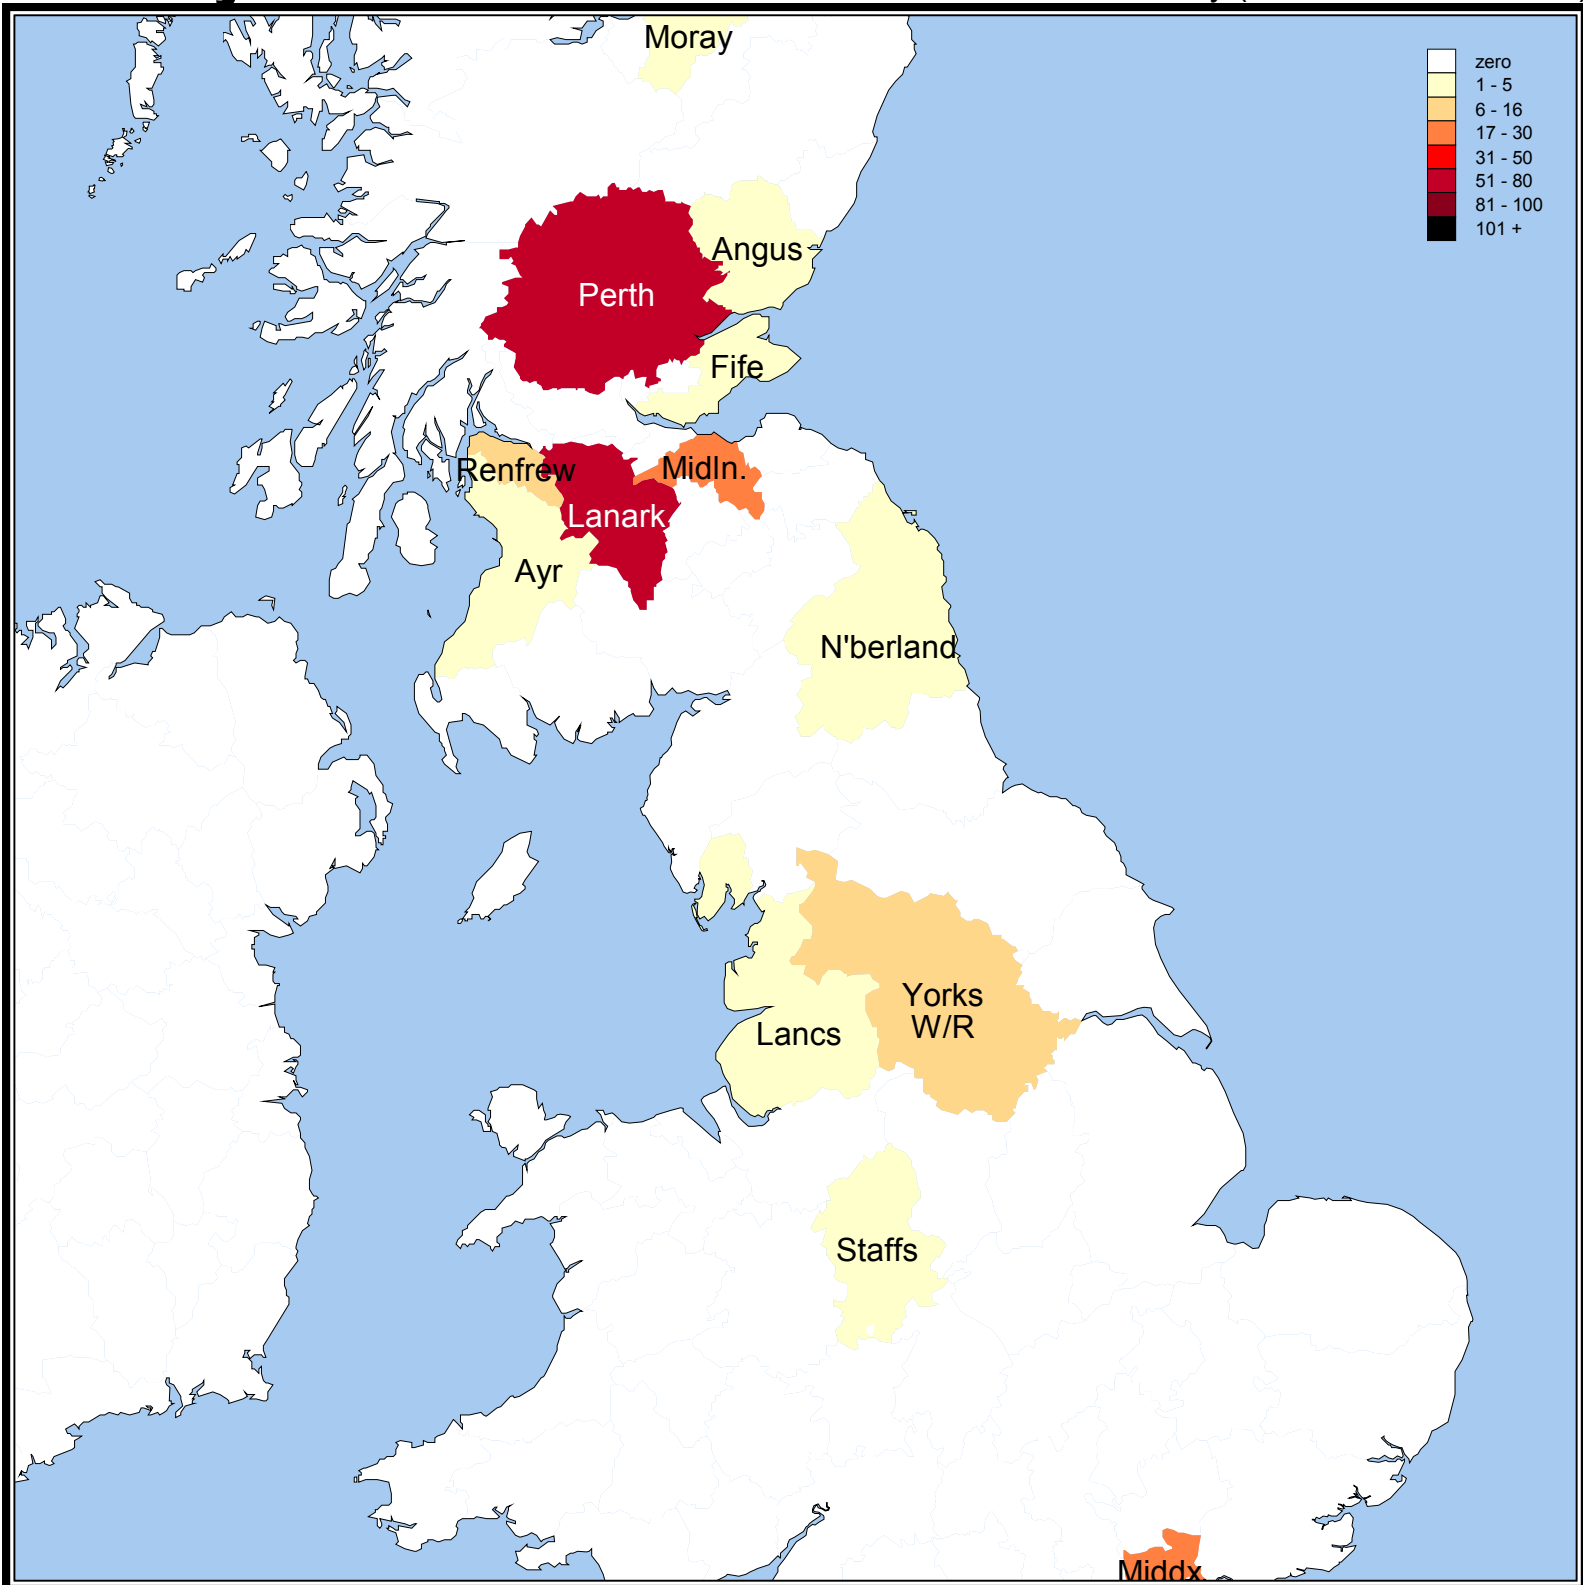 Moray
zero
1 - 5
6 - 16
17 - 30
31 - 50
51 - 80
81 - 100
101 +
Angus
Perth
Fife
Renfrew
Midln.
Lanark
Ayr
N'berland
Yorks
W/R
Lancs
Staffs
Middx